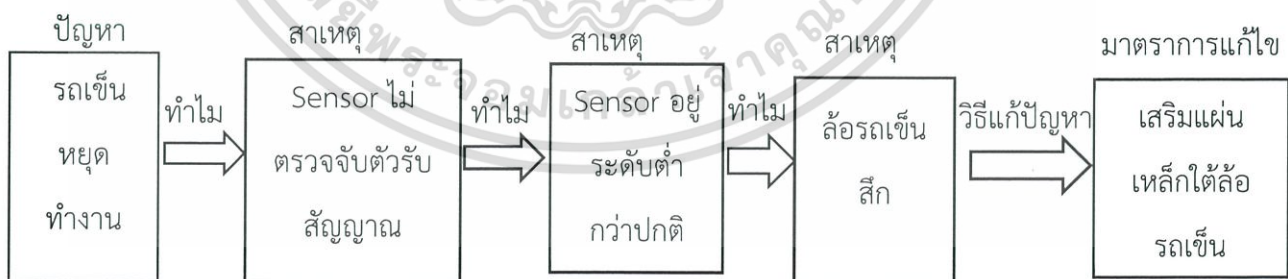 ปัญหา
รถเข็น
หยุด
ทำงาน
ทำไม
สาเหตุ
Sensor ไม่
ตรวจจับตัวรับ
สัญญาณ
ทำไม
สาเหตุ
Sensor อยู่
ระดับต่ำ
กว่าปกติ
ทำไม
สาเหตุ
ล้อรถเข็น
สึก
วิธีแก้ปัญหา
มาตราการแก้ไข
เสริมแผ่น
เหล็กใต้ล้อ
รถเข็น